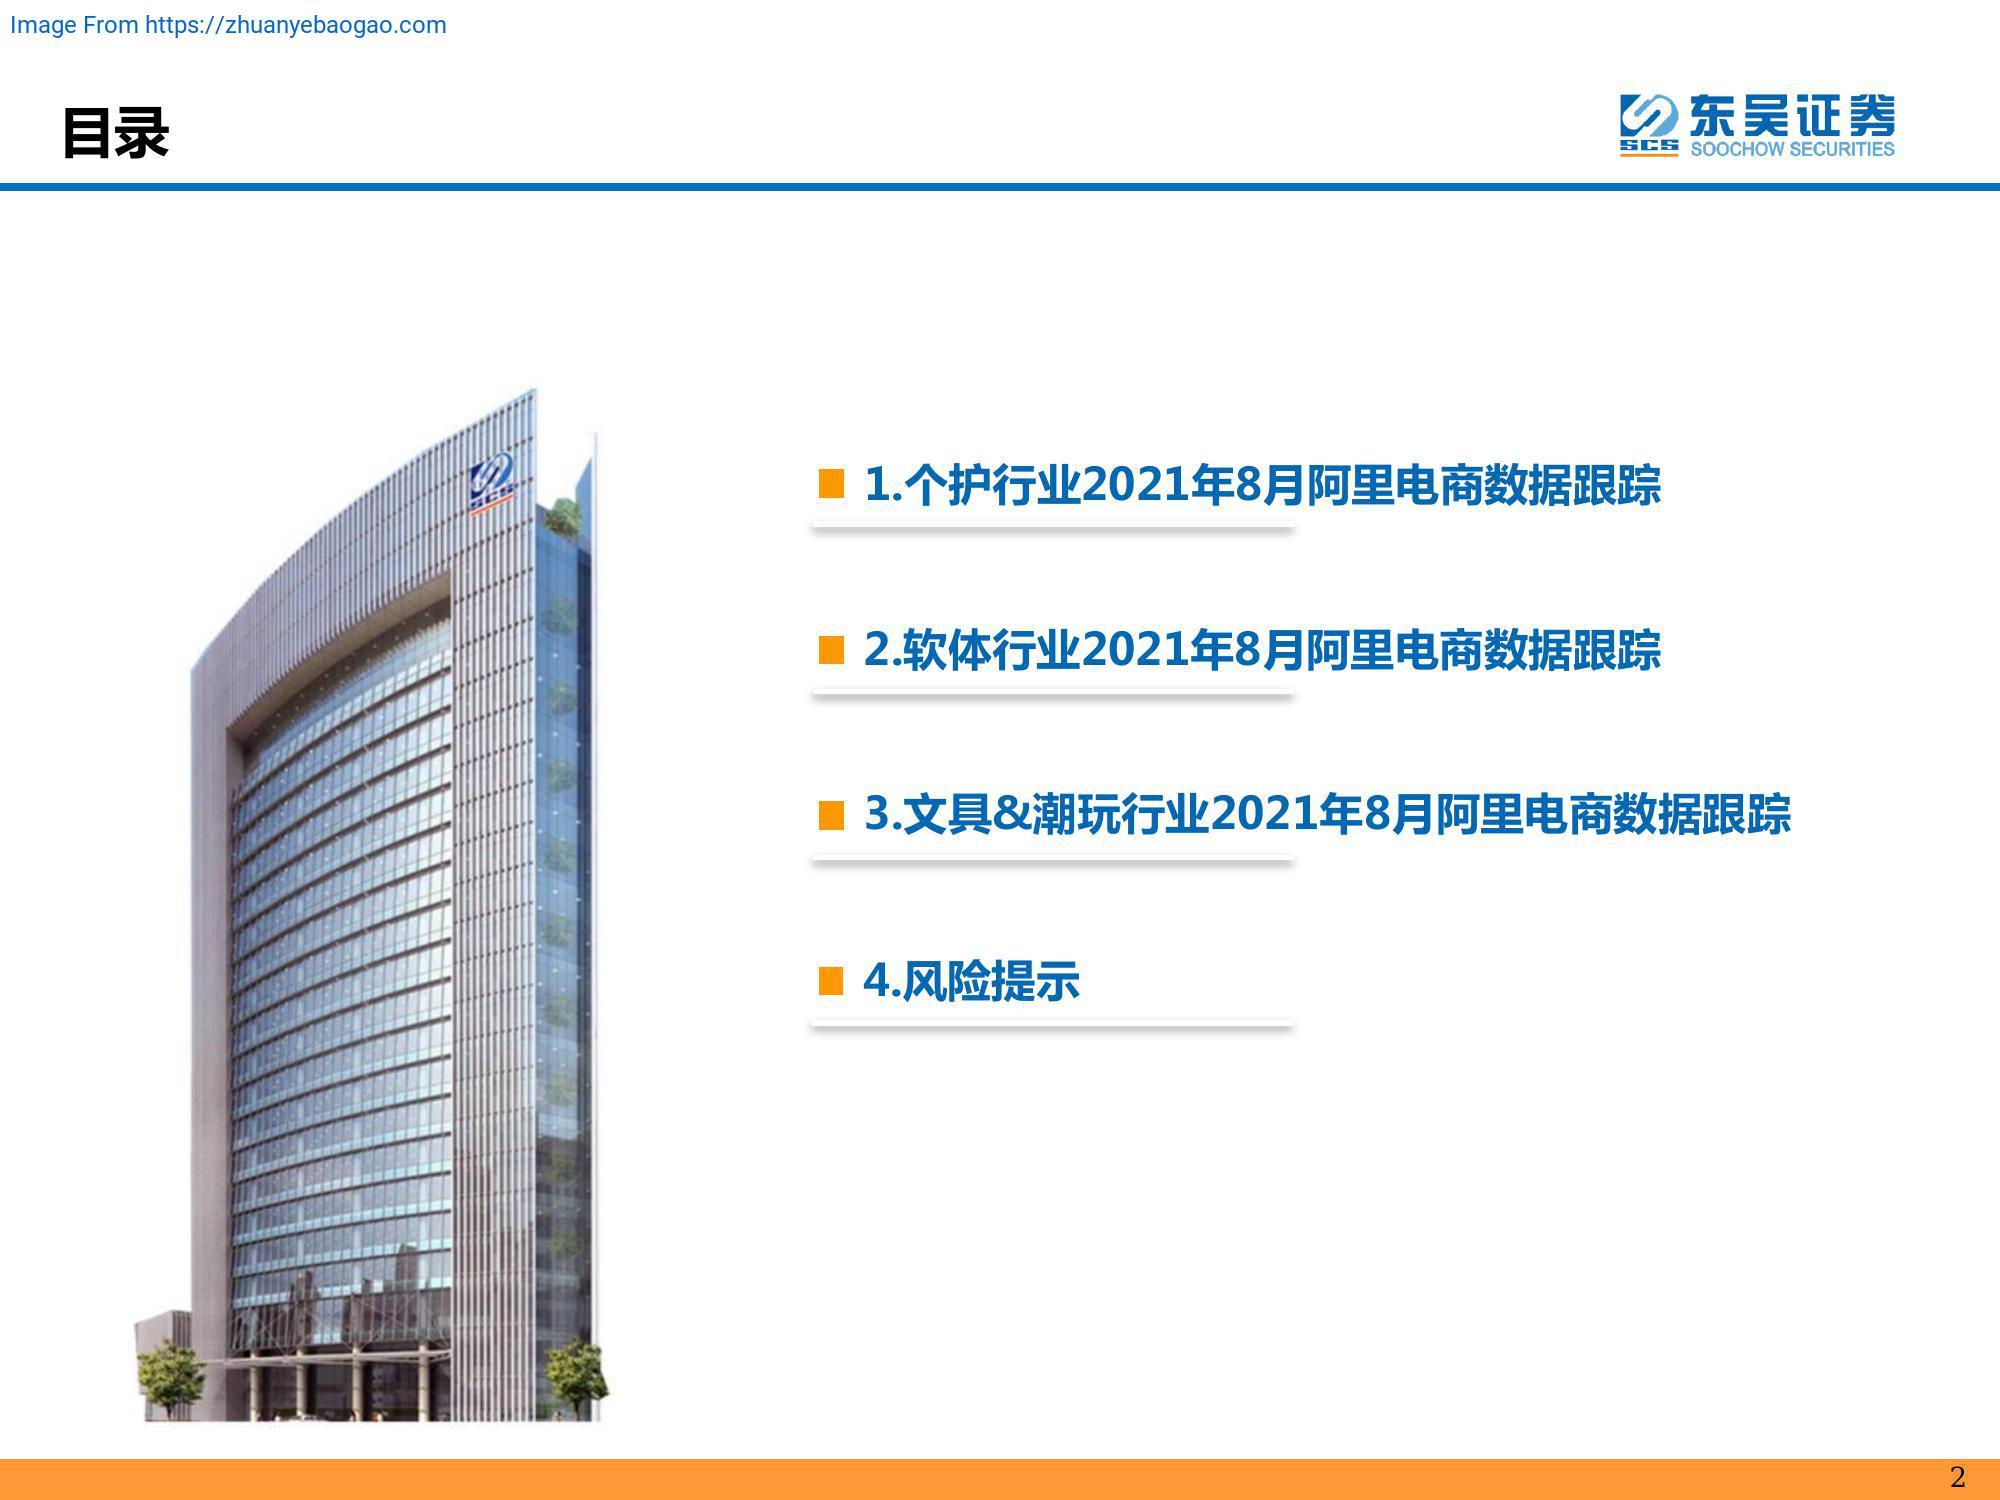 Image From https://zhuanyebaogao.com
目录
东吴证券
SCS
SOOCHOW SECURITIES
SCS
1.个护行业2021年8月阿里电商数据跟踪
2.软体行业2021年8月阿里电商数据跟踪
3.文具&潮玩行业2021年8月阿里电商数据跟踪
4.风险提示
2